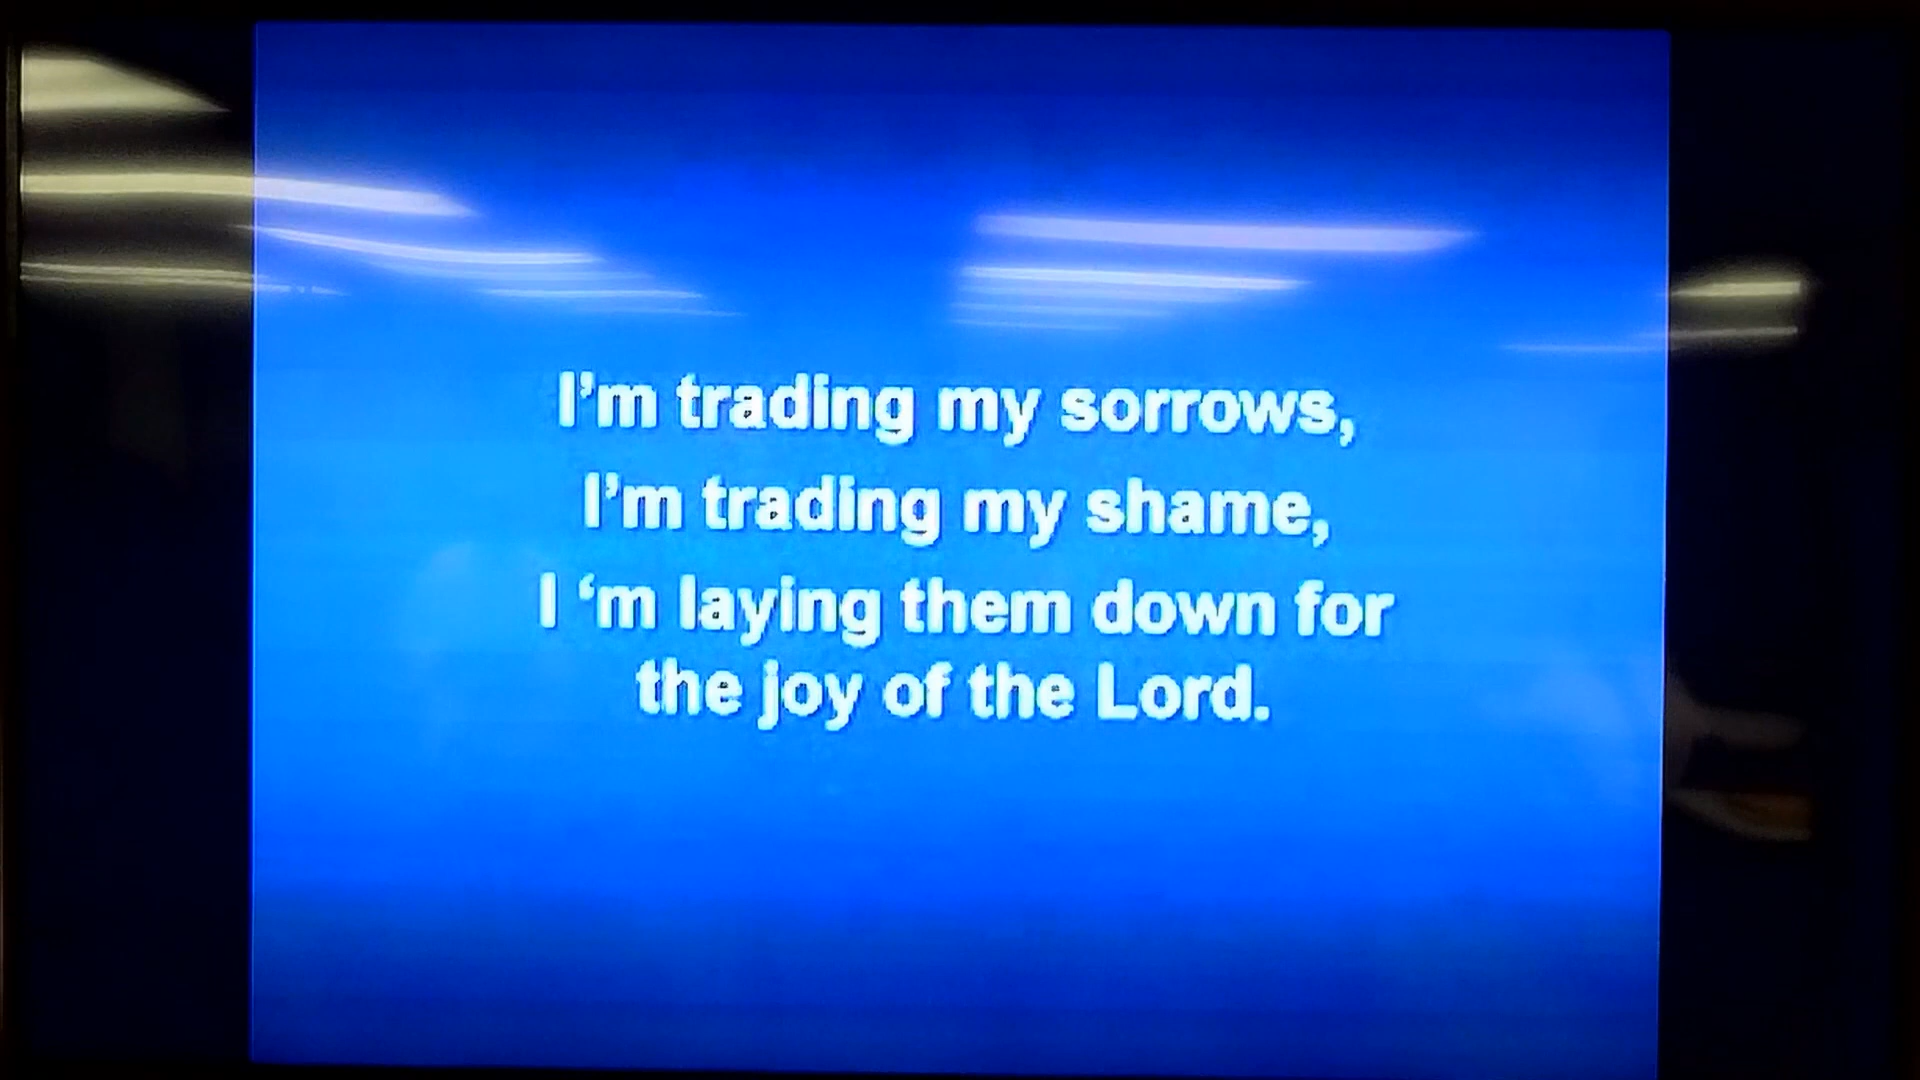 I’m trading my sorrows,
I’m trading my shame,
I ‘m laying them down for
the joy of the Lord.